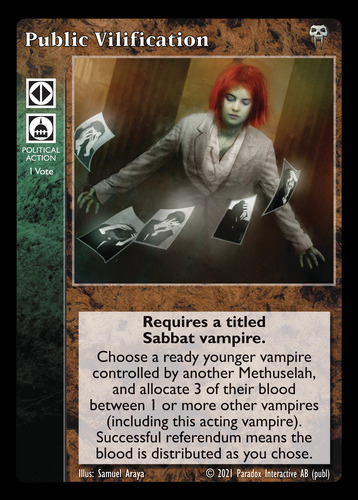 Public Vilification
POLITICAL
ACTION
1 Vote
Requires a titled
Sabbat vampire.
Choose a ready younger vampire
controlled by another Methuselah,
and allocate 3 of their blood
between 1 or more other vampires
(including this acting vampire).
Successful referendum means the
blood is distributed as you chose.
Illus: Samuel Araya © 2021 Paradox Interactive AB (publ)